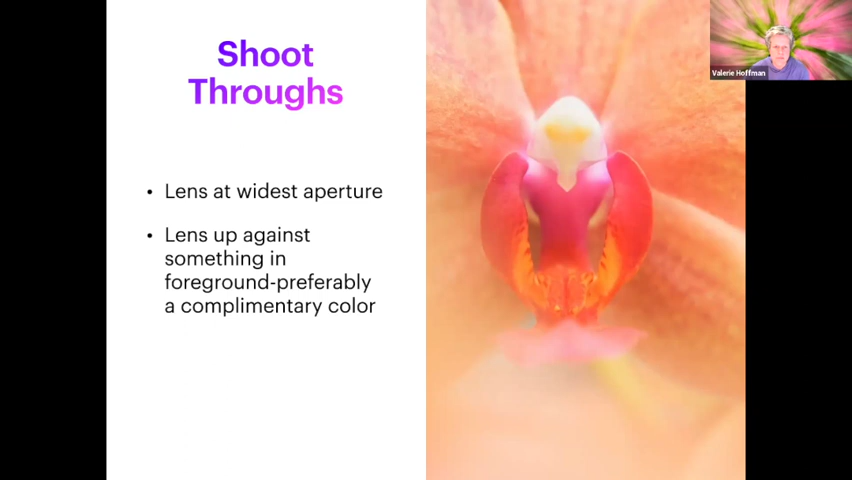 Shoot
Throughs
• Lens at widest aperture
• Lens up against
something in
foreground-preferably
a complimentary color
Valerie Hoffman